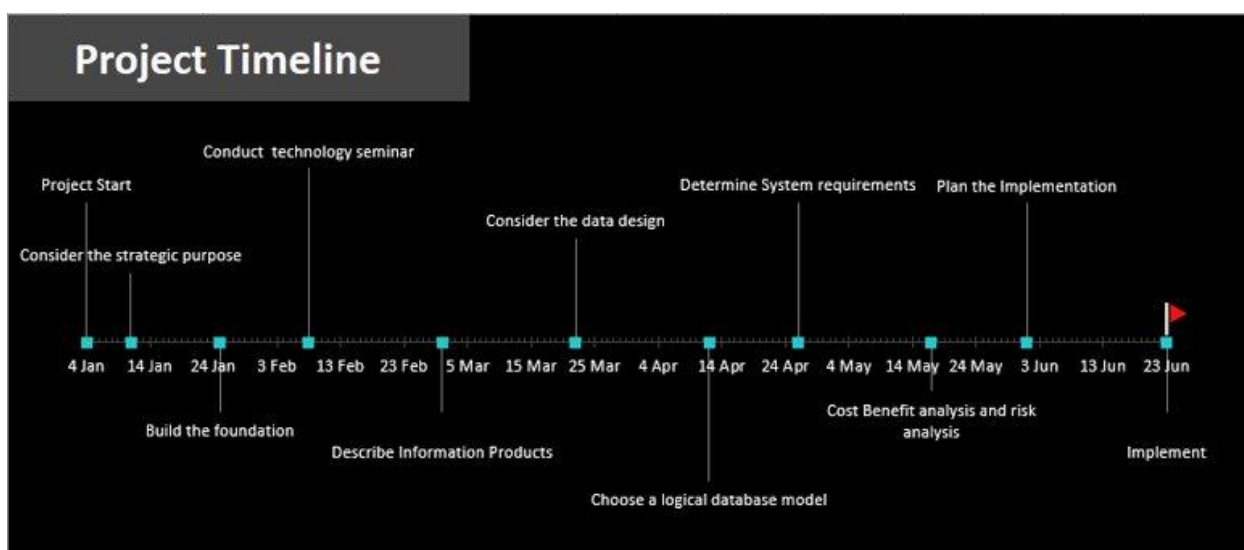 Project Timeline
Conduct technology seminar
Project Start
Determine System requirements
Plan the Implementation
Consider the data design
Consider the strategic purpose
4 Jan 14 Jan 24 Jan 3 Feb 13 Feb 23 Feb 5 Mar 15 Mar 25 Mar 4 Apr 14 Apr 24 Apr 4 May 14 May 24 May 3 Jun 13 Jun 23 Jun
Build the foundation
Cost Benefit analysis and risk
analysis
Describe Information Products
Implement
Choose a logical database model